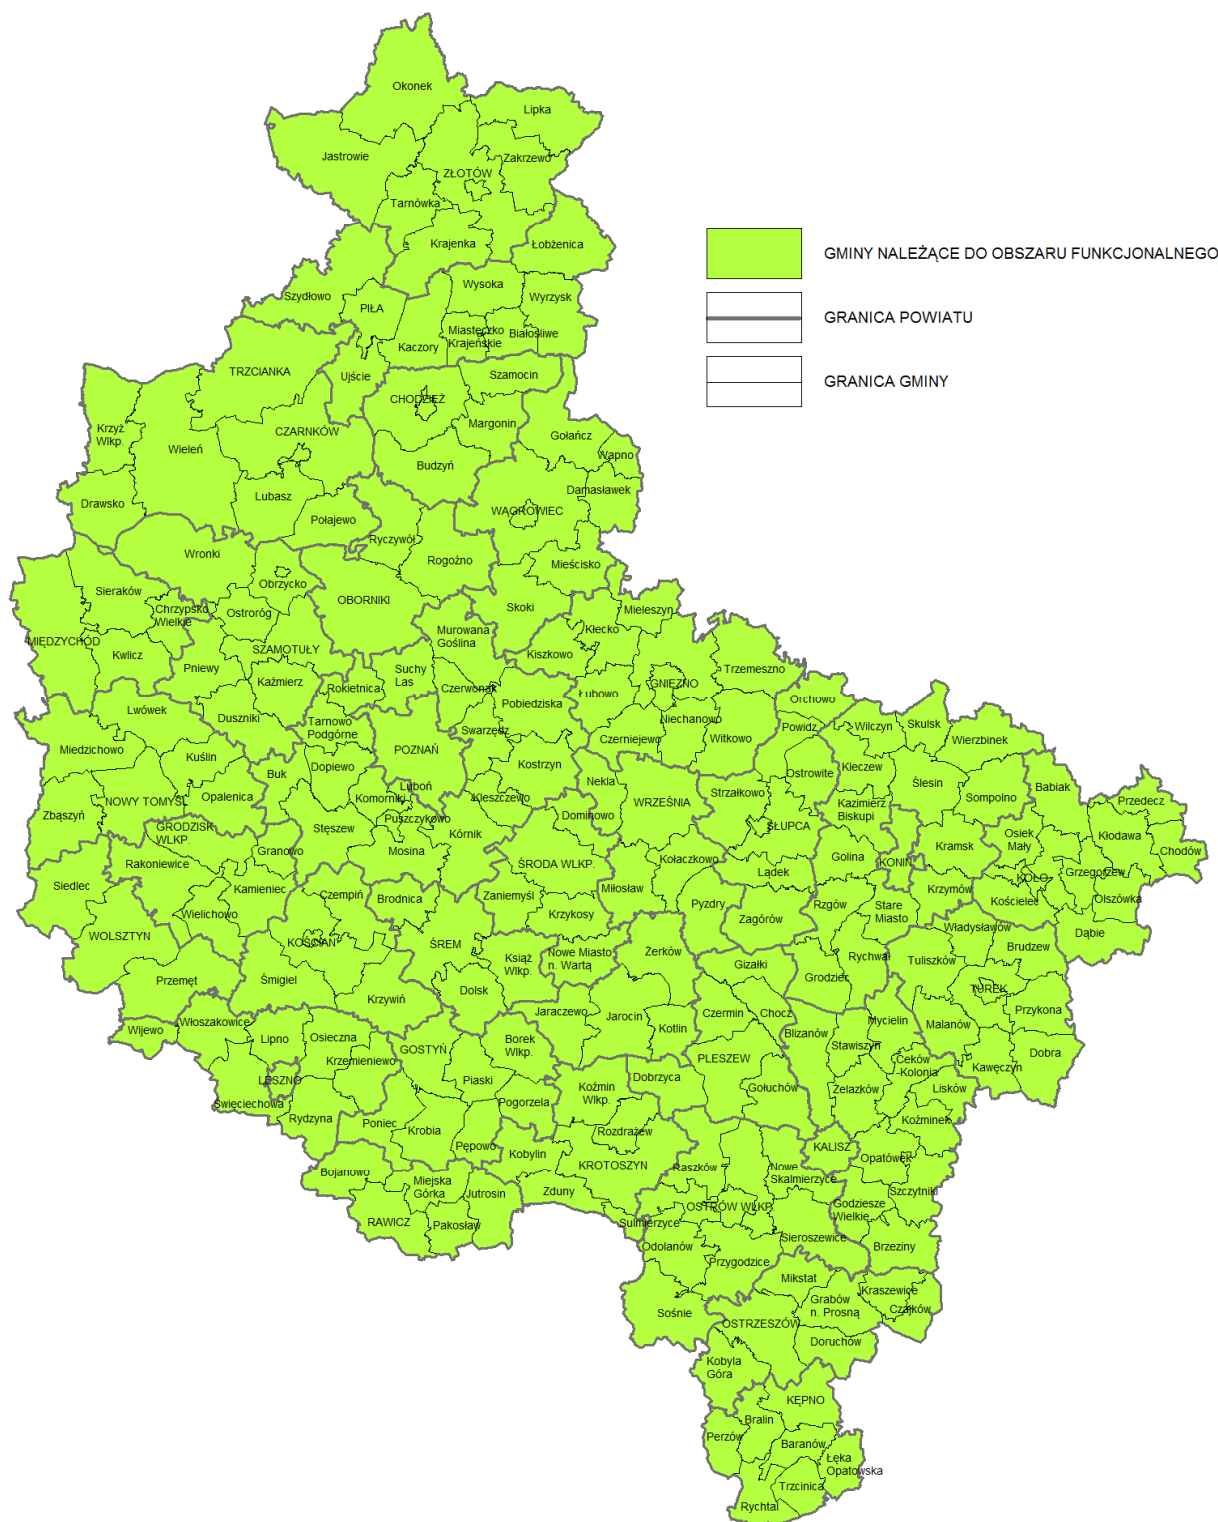 Okonek
Lipka
Jastrowie
Zakrzewo
ZŁOTÓW
Tarnówka
Krajenka
Łobżenica
GMINY NALEŻĄCE DO OBSZARU FUNKCJONALNEGO
GRANICA POWIATU
GRANICA GMINY
Szydłowo
PIŁA
Wysoka
Wyrzysk
Miasteczko
Krajeńskie
Białośliwe
Kaczory
TRZCIANKA
Ujście
Szamocin
CHODZIEŻ
Margonin
Krzyż
Wlkp.
Wieleń
CZARNKÓW
Budzyń
Gołańcz
Wapno
Drawsko
Lubasz
Połajewo
Damasławek
WĄGROWIEC
Ryczywół
Rogoźno
Wronki
Mieścisko
Sieraków
Obrzycko
OBORNIKI
Chrzypsko
Wielkie
Ostroróg
Skoki
Mieleszyn
Kłecko
MIĘDZYCHÓD
Kwilcz
SZAMOTUŁY
Murowana
Goślina
Kiszkowo
Pniewy
Kaźmierz
Rokietnica
Suchy
Las
Czerwonak
Łubowo
GNIEZNO
Trzemeszno
Pobiedziska
Orchowo
Lwówek
Duszniki
Tarnowo
Podgórne
Swarzędz
Niechanowo
Powidz
Wilczyn
Skulsk
Wierzbinek
Miedzichowo
Kuślin
POZNAŃ
Czerniejewo
Witkowo
Buk
Dopiewo
Kostrzyn
Ostrowite
Kleczew
Ślesin
Babiak
Zbąszyń
NOWY TOMYŚL
Opalenica
Komorniki
Luboń
Kleszczewo
Nekla
WRZEŚNIA
Strzałkowo
Kazimierz
Biskupi
Sompolno
Przedecz
GRODZISK
WLKP.
Stęszew
Puszczykowo
Kórnik
Dominowo
SŁUPCA
Kłodawa
Rakoniewice
Granowo
Mosina
ŚRODA WLKP.
Kołaczkowo
Golina
KONIN
Kramsk
Osiek
Mały
Chodów
Siedlec
Kamieniec
Czempiń
Brodnica
Zaniemyśl
Miłosław
Lądek
Krzymów
KOŁO
Grzegorzew
Wielichowo
Krzykosy
Pyzdry
Zagórów
Rzgów
Stare
Miasto
Kościelec
Olszówka
WOLSZTYN
KOŚCIAN
ŚREM
Władysławów
Dąbie
Przemęt
Śmigiel
Książ
Wlkp.
Nowe Miasto
n. Wartą
Żerków
Gizałki
Grodziec
Rychwał
Tuliszków
Brudzew
Krzywiń
Dolsk
TUREK
Wijewo
Włoszakowice
Jaraczewo
Jarocin
Czermin
Chocz
Mycielin
Malanów
Przykona
Lipno
Osieczna
Kotlin
Blizanów
Krzemieniewo
GOSTYŃ
Borek
Wlkp.
PLESZEW
Stawiszyn
Ceków
-Kolonia
Kawęczyn
Dobra
LESZNO
Piaski
Dobrzyca
Gołuchów
Żelazków
Lisków
Święciechowa
Rydzyna
Pogorzela
Koźmin
Wlkp.
Koźminek
Poniec
Krobia
Rozdrażew
Pępowo
Kobylin
KROTOSZYN
KALISZ
Opatówek
Bojanowo
Miejska
Górka
Jutrosin
Zduny
Raszków
Nowe
Skalmierzyce
Szczytniki
RAWICZ
Pakosław
Sulmierzyce
OSTRÓW WLKP.
Godziesze
Wielkie
Odolanów
Sieroszewice
Brzeziny
Przygodzice
Mikstat
Kraszewice
Sośnie
Grabów
n. Prosną
Czajków
OSTRZESZÓW
Doruchów
Kobyla
Góra
KĘPNO
Bralin
Perzów
Baranów
Łęka
Opatowska
Trzcinica
Rychtal